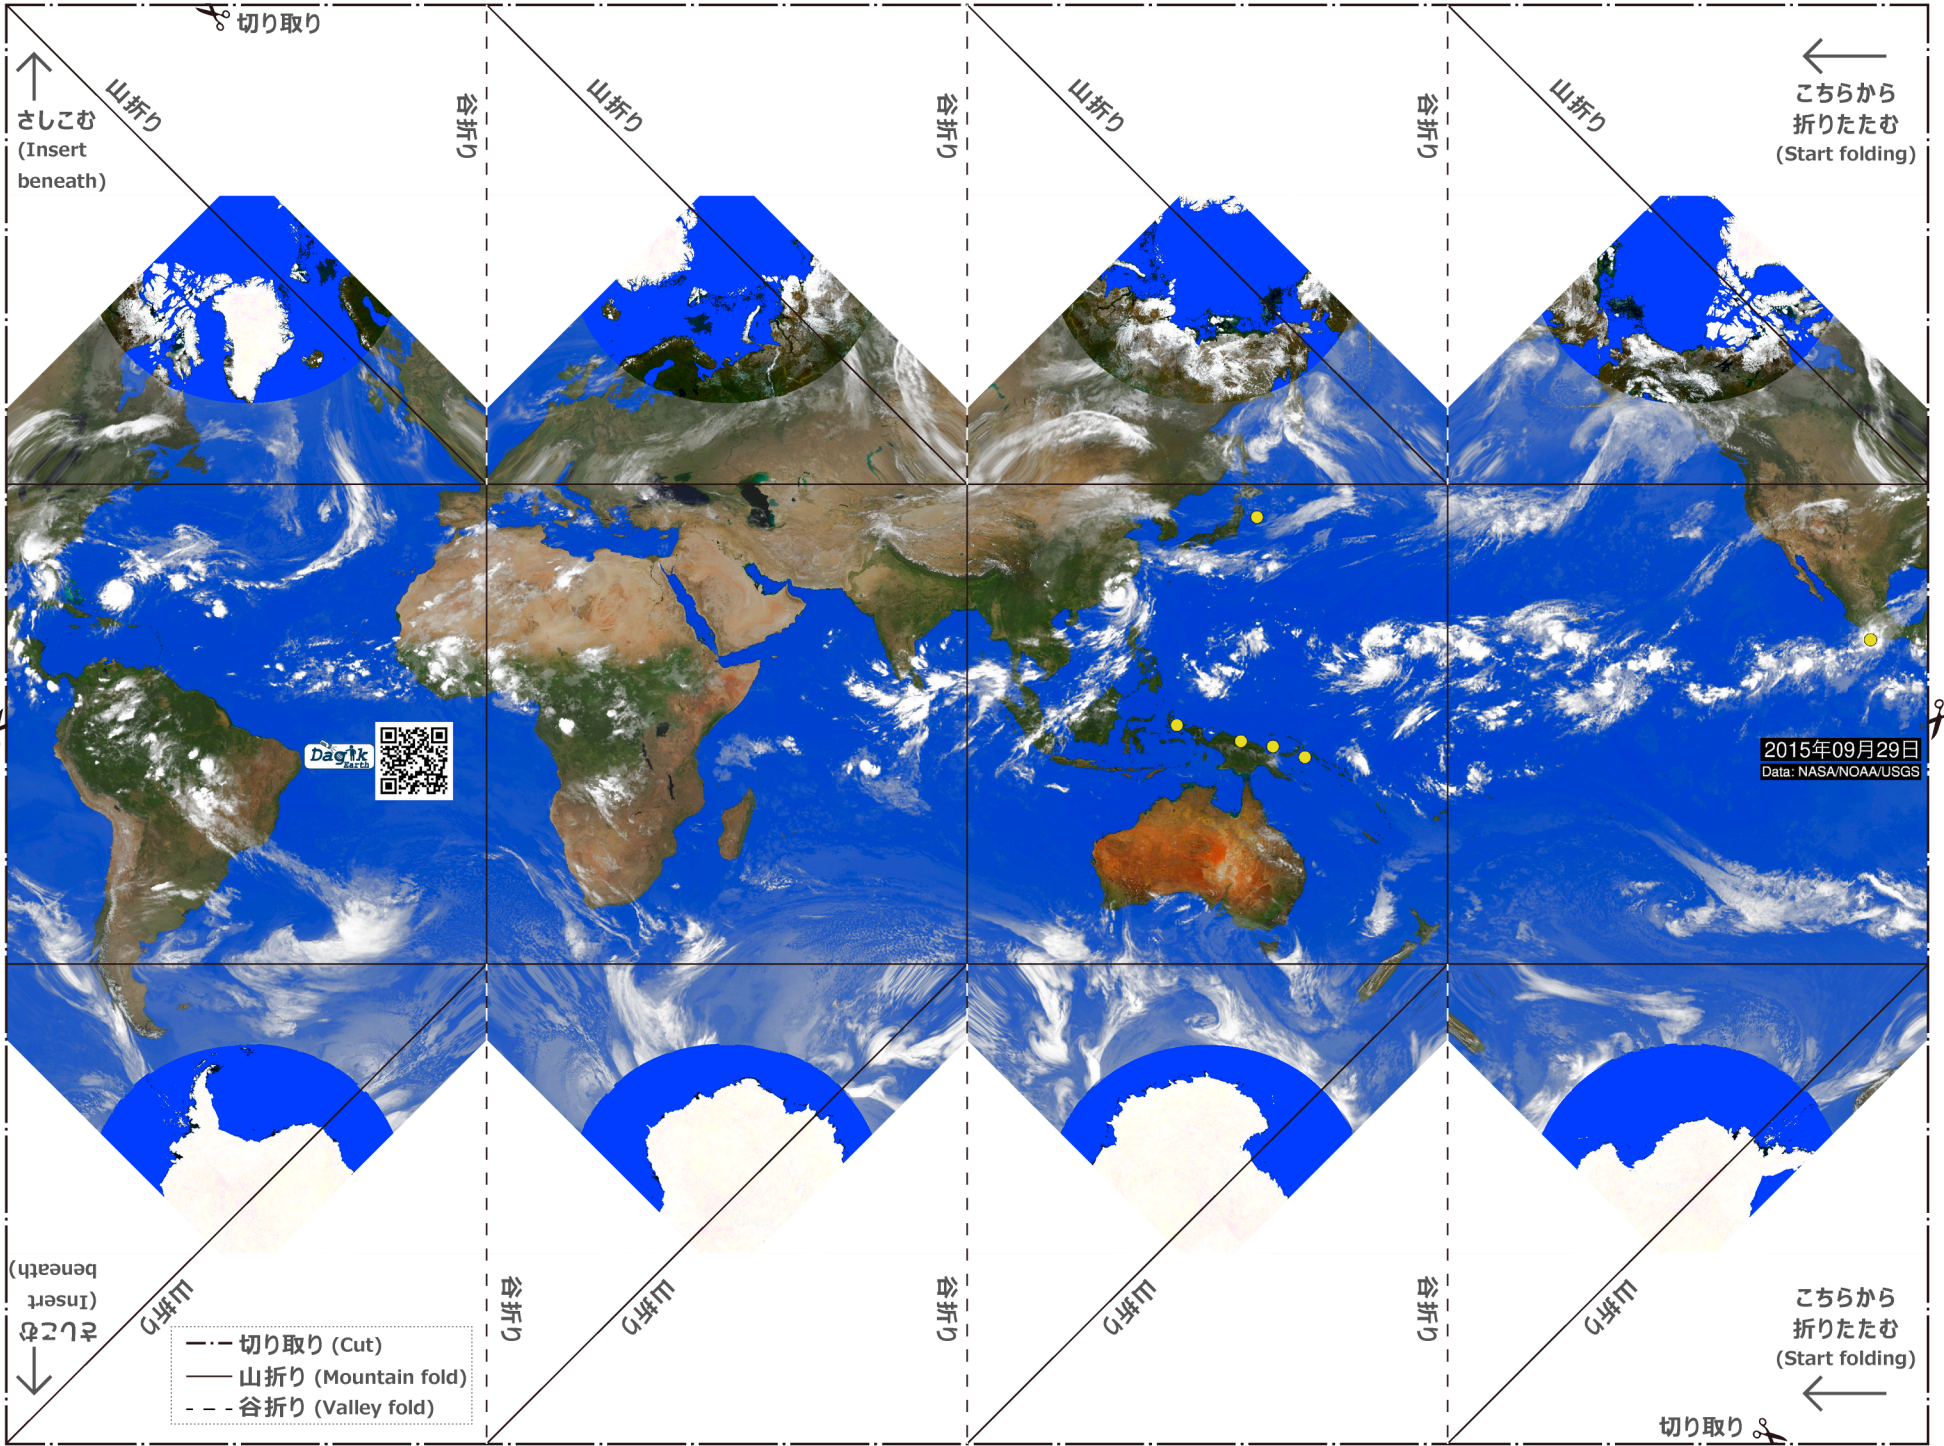 切り取り
山折り
谷折り
山折り
谷折り
山折り
谷折り
山折り
こちらから
折りたたむ
(Start folding)
さしこむ
(Insert
beneath)
Dagik
Earth
2015年09月29日
Data: NASA/NOAA/USGS
さしこむ
(Insert
beneath)
山折り
谷折り
山折り
谷折り
山折り
谷折り
山折り
こちらから
折りたたむ
(Start folding)
切り取り (Cut)
山折り (Mountain fold)
谷折り (Valley fold)
切り取り